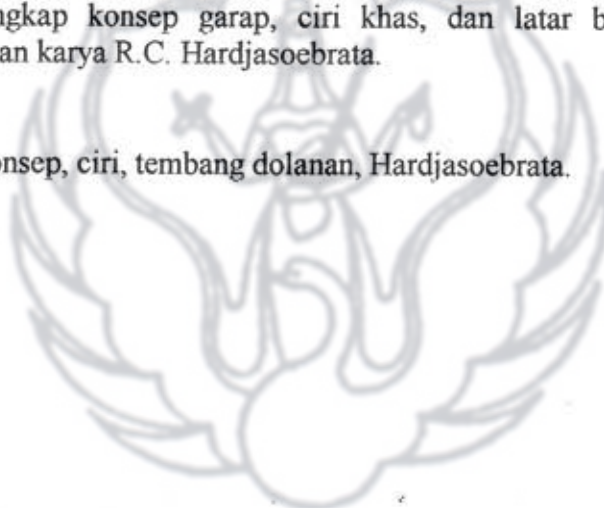 ngkap konsep garap, ciri khas, dan latar b
an karya R.C. Hardjasoebrata.
onsep, ciri, tembang dolanan, Hardjasoebrata.